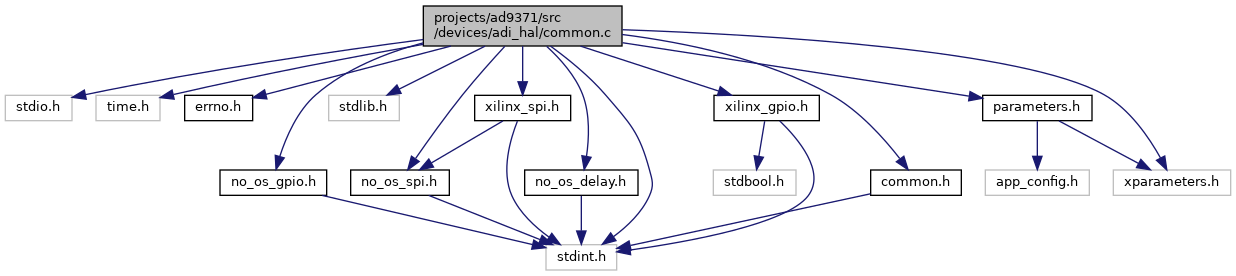 projects/ad9371/src
/devices/adi_hal/common.c
stdio.h
time.h
errno.h
stdlib.h
xilinx_spi.h
xilinx_gpio.h
parameters.h
no_os_gpio.h
no_os_spi.h
no_os_delay.h
stdbool.h
common.h
app_config.h
xparameters.h
stdint.h